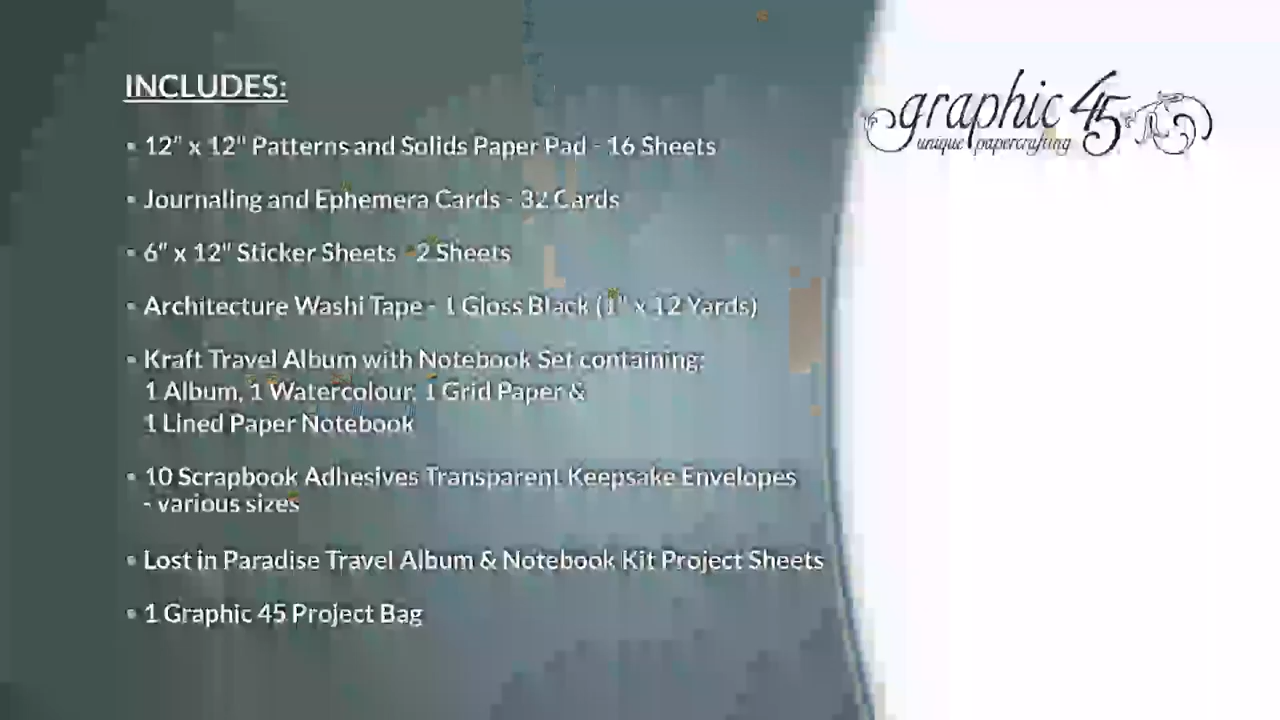 INCLUDES:
graphic 45
unique papercrafting
• 12" x 12" Patterns and Solids Paper Pad - 16 Sheets
• Journaling and Ephemera Cards - 32 Cards
• 6" x 12" Sticker Sheets - 2 Sheets
• Architecture Washi Tape - 1 Gloss Black (1" x 12 Yards)
• Kraft Travel Album with Notebook Set containing:
1 Album, 1 Watercolour, 1 Grid Paper &
1 Lined Paper Notebook
• 10 Scrapbook Adhesives Transparent Keepsake Envelopes
- various sizes
• Lost in Paradise Travel Album & Notebook Kit Project Sheets
• 1 Graphic 45 Project Bag